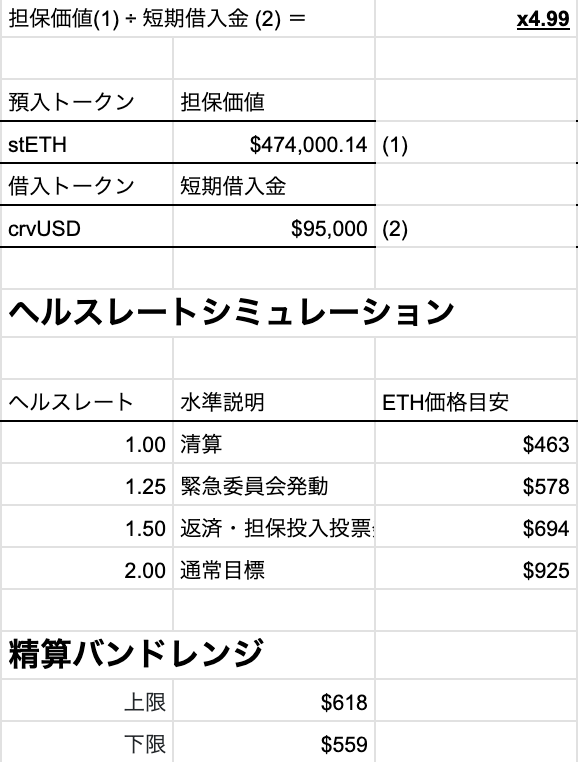 担保価値(1) ÷ 短期借入金 (2) ＝ x4.99
預入トークン 担保価値
stETH $474,000.14 (1)
借入トークン 短期借入金
crvUSD $95,000 (2)
ヘルスレートシミュレーション
ヘルスレート 水準説明 ETH価格目安
1.00 清算 $463
1.25 緊急委員会発動 $578
1.50 返済・担保投入投票 $694
2.00 通常目標 $925
精算バンドレンジ
上限 $618
下限 $559